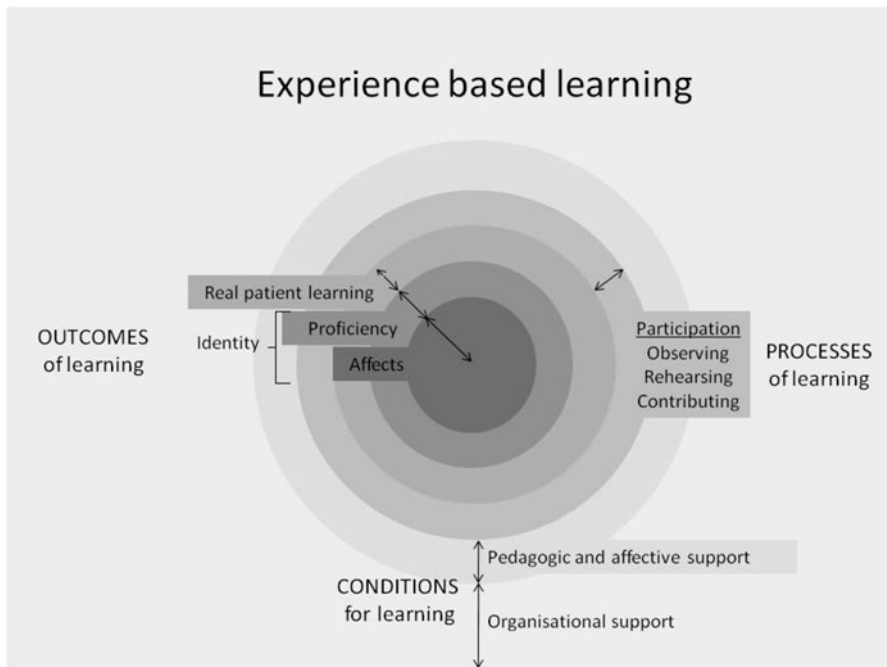 Experience based learning
Real patient learning
Proficiency
Identity
Affects
OUTCOMES
of learning
Participation
Observing
Rehearsing
Contributing
PROCESSES
of learning
Pedagogic and affective support
CONDITIONS
for learning
Organisational support